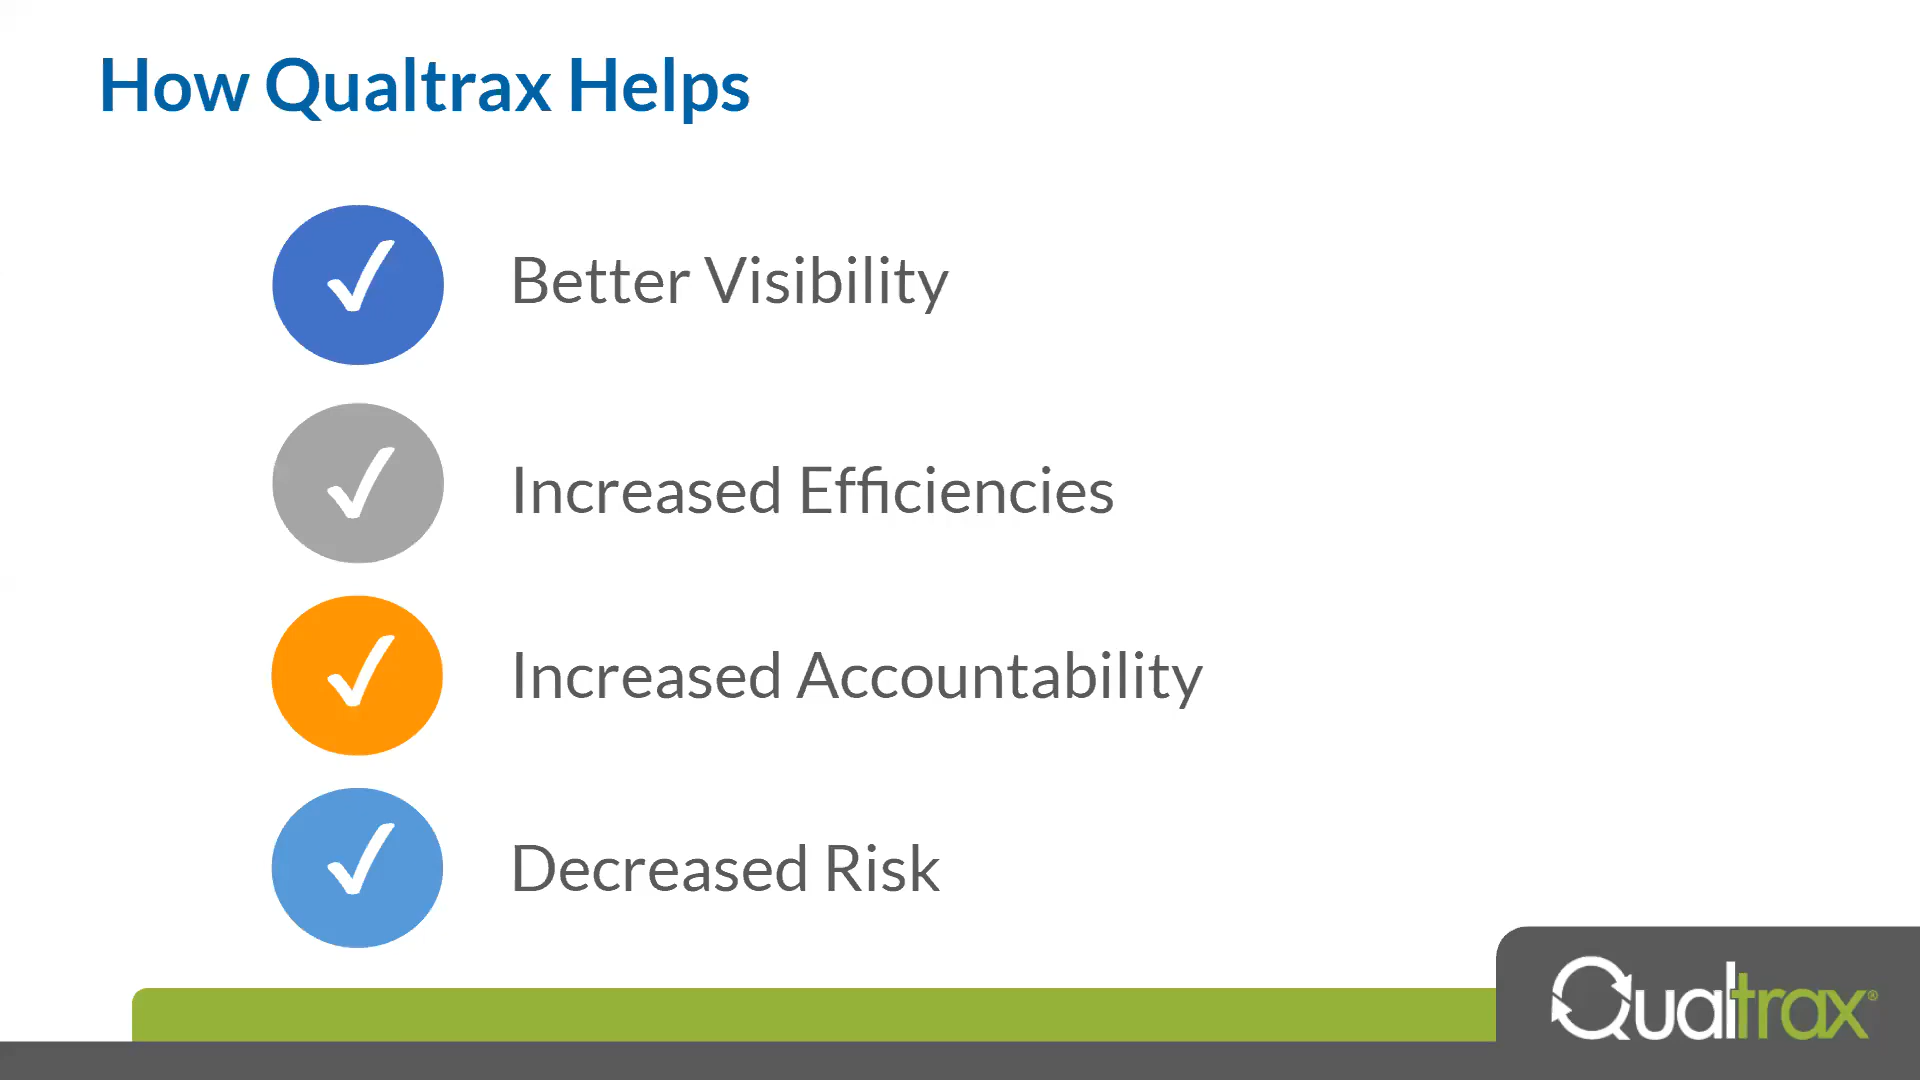 How Qualtrax Helps
✓ Better Visibility
✓ Increased Efficiencies
✓ Increased Accountability
✓ Decreased Risk
Qualtrax®